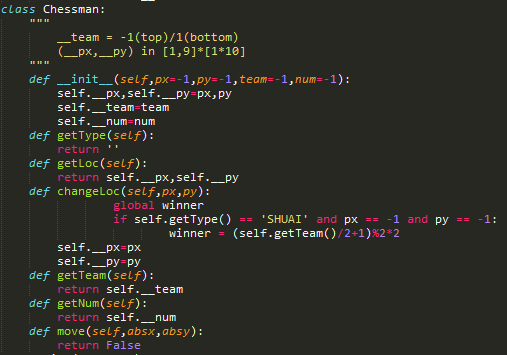 class Chessman:
    """
        __team = -1(top)/1(bottom)
        (__px,__py) in [1,9]*[1*10]
    """
    def __init__(self,px=-1,py=-1,team=-1,num=-1):
        self.__px,self.__py=px,py
        self.__team=team
        self.__num=num
    def getType(self):
        return ''
    def getLoc(self):
        return self.__px,self.__py
    def changeLoc(self,px,py):
                global winner
                if self.getType() == 'SHUAI' and px == -1 and py == -1:
                        winner = (self.getTeam()/2+1)%2*2
        self.__px=px
        self.__py=py
    def getTeam(self):
        return self.__team
    def getNum(self):
        return self.__num
    def move(self,absx,absy):
        return False